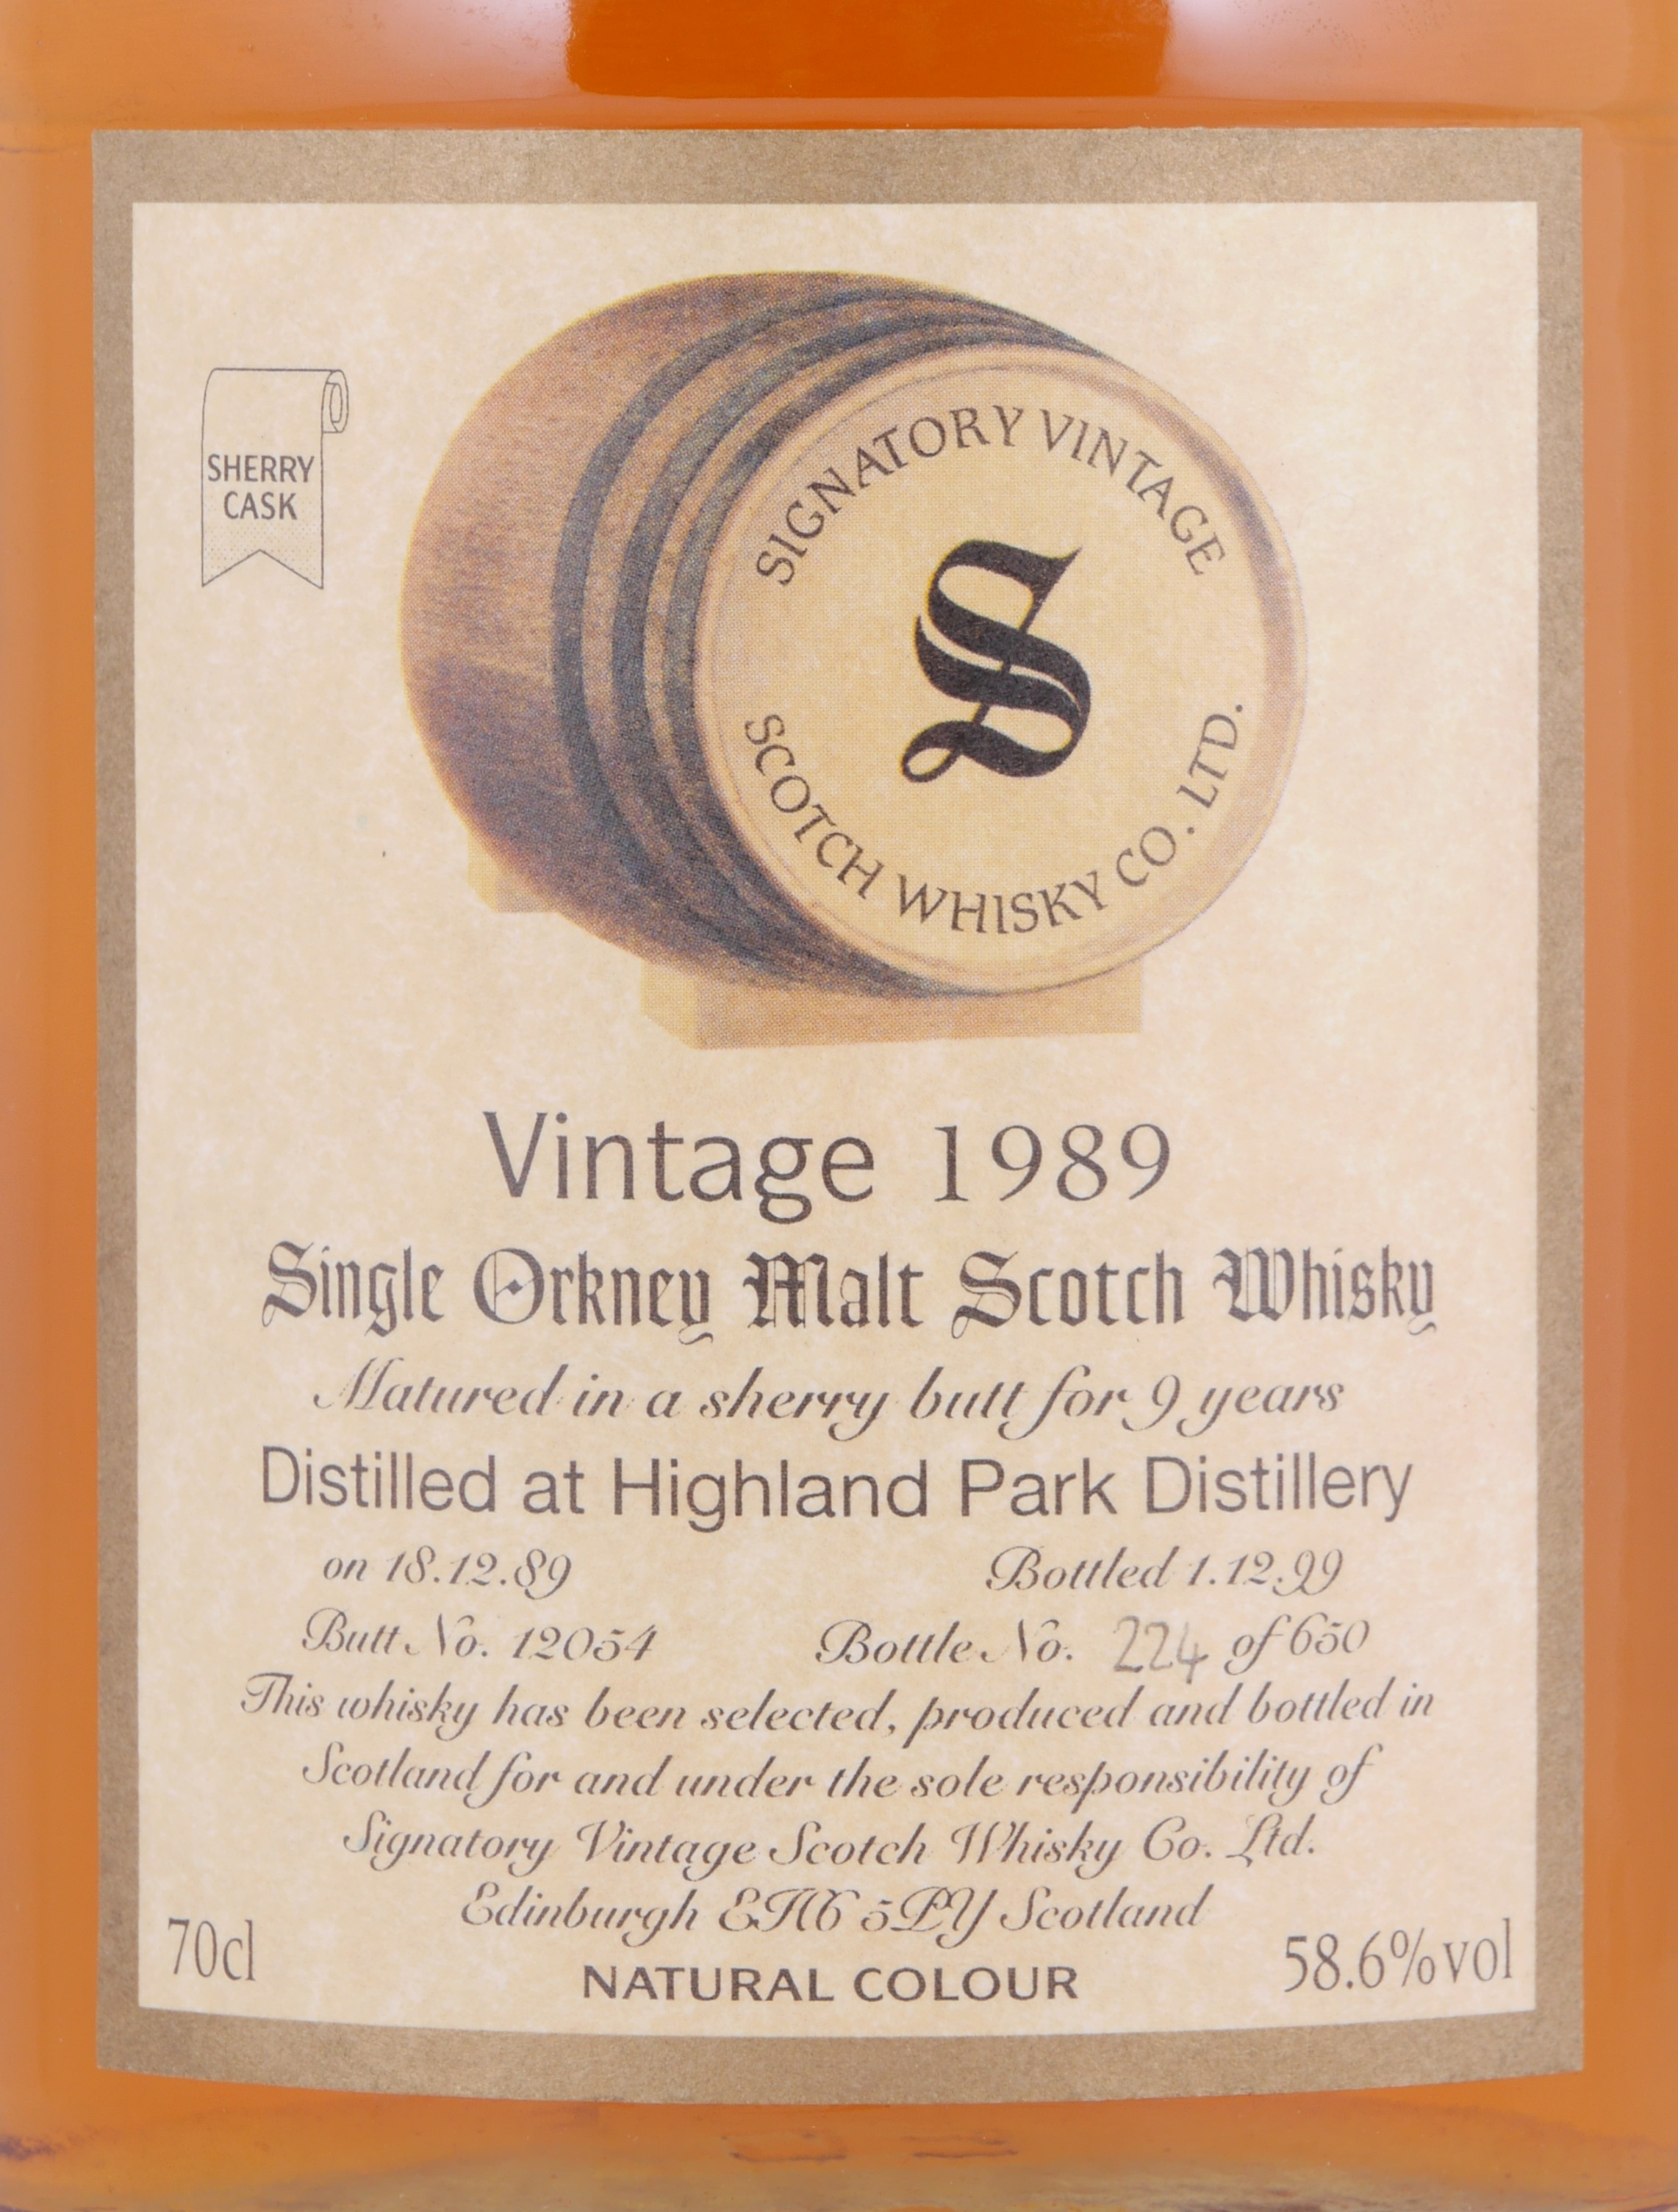 SHERRY
CASK
SIGNATORY VINTAGE
S
SCOTCH WHISKY CO. LTD.
Vintage 1989
Single Orkney Malt Scotch Whisky
Matured in a sherry butt for 9 years
Distilled at Highland Park Distillery
on 18.12.89 Bottled 1.12.99
Butt No. 12054 Bottle No. 224 of 650
This whisky has been selected, produced and bottled in
Scotland for and under the sole responsibility of
Signatory Vintage Scotch Whisky Co. Ltd.
Edinburgh EH6 5PY Scotland
70cl NATURAL COLOUR 58.6%vol